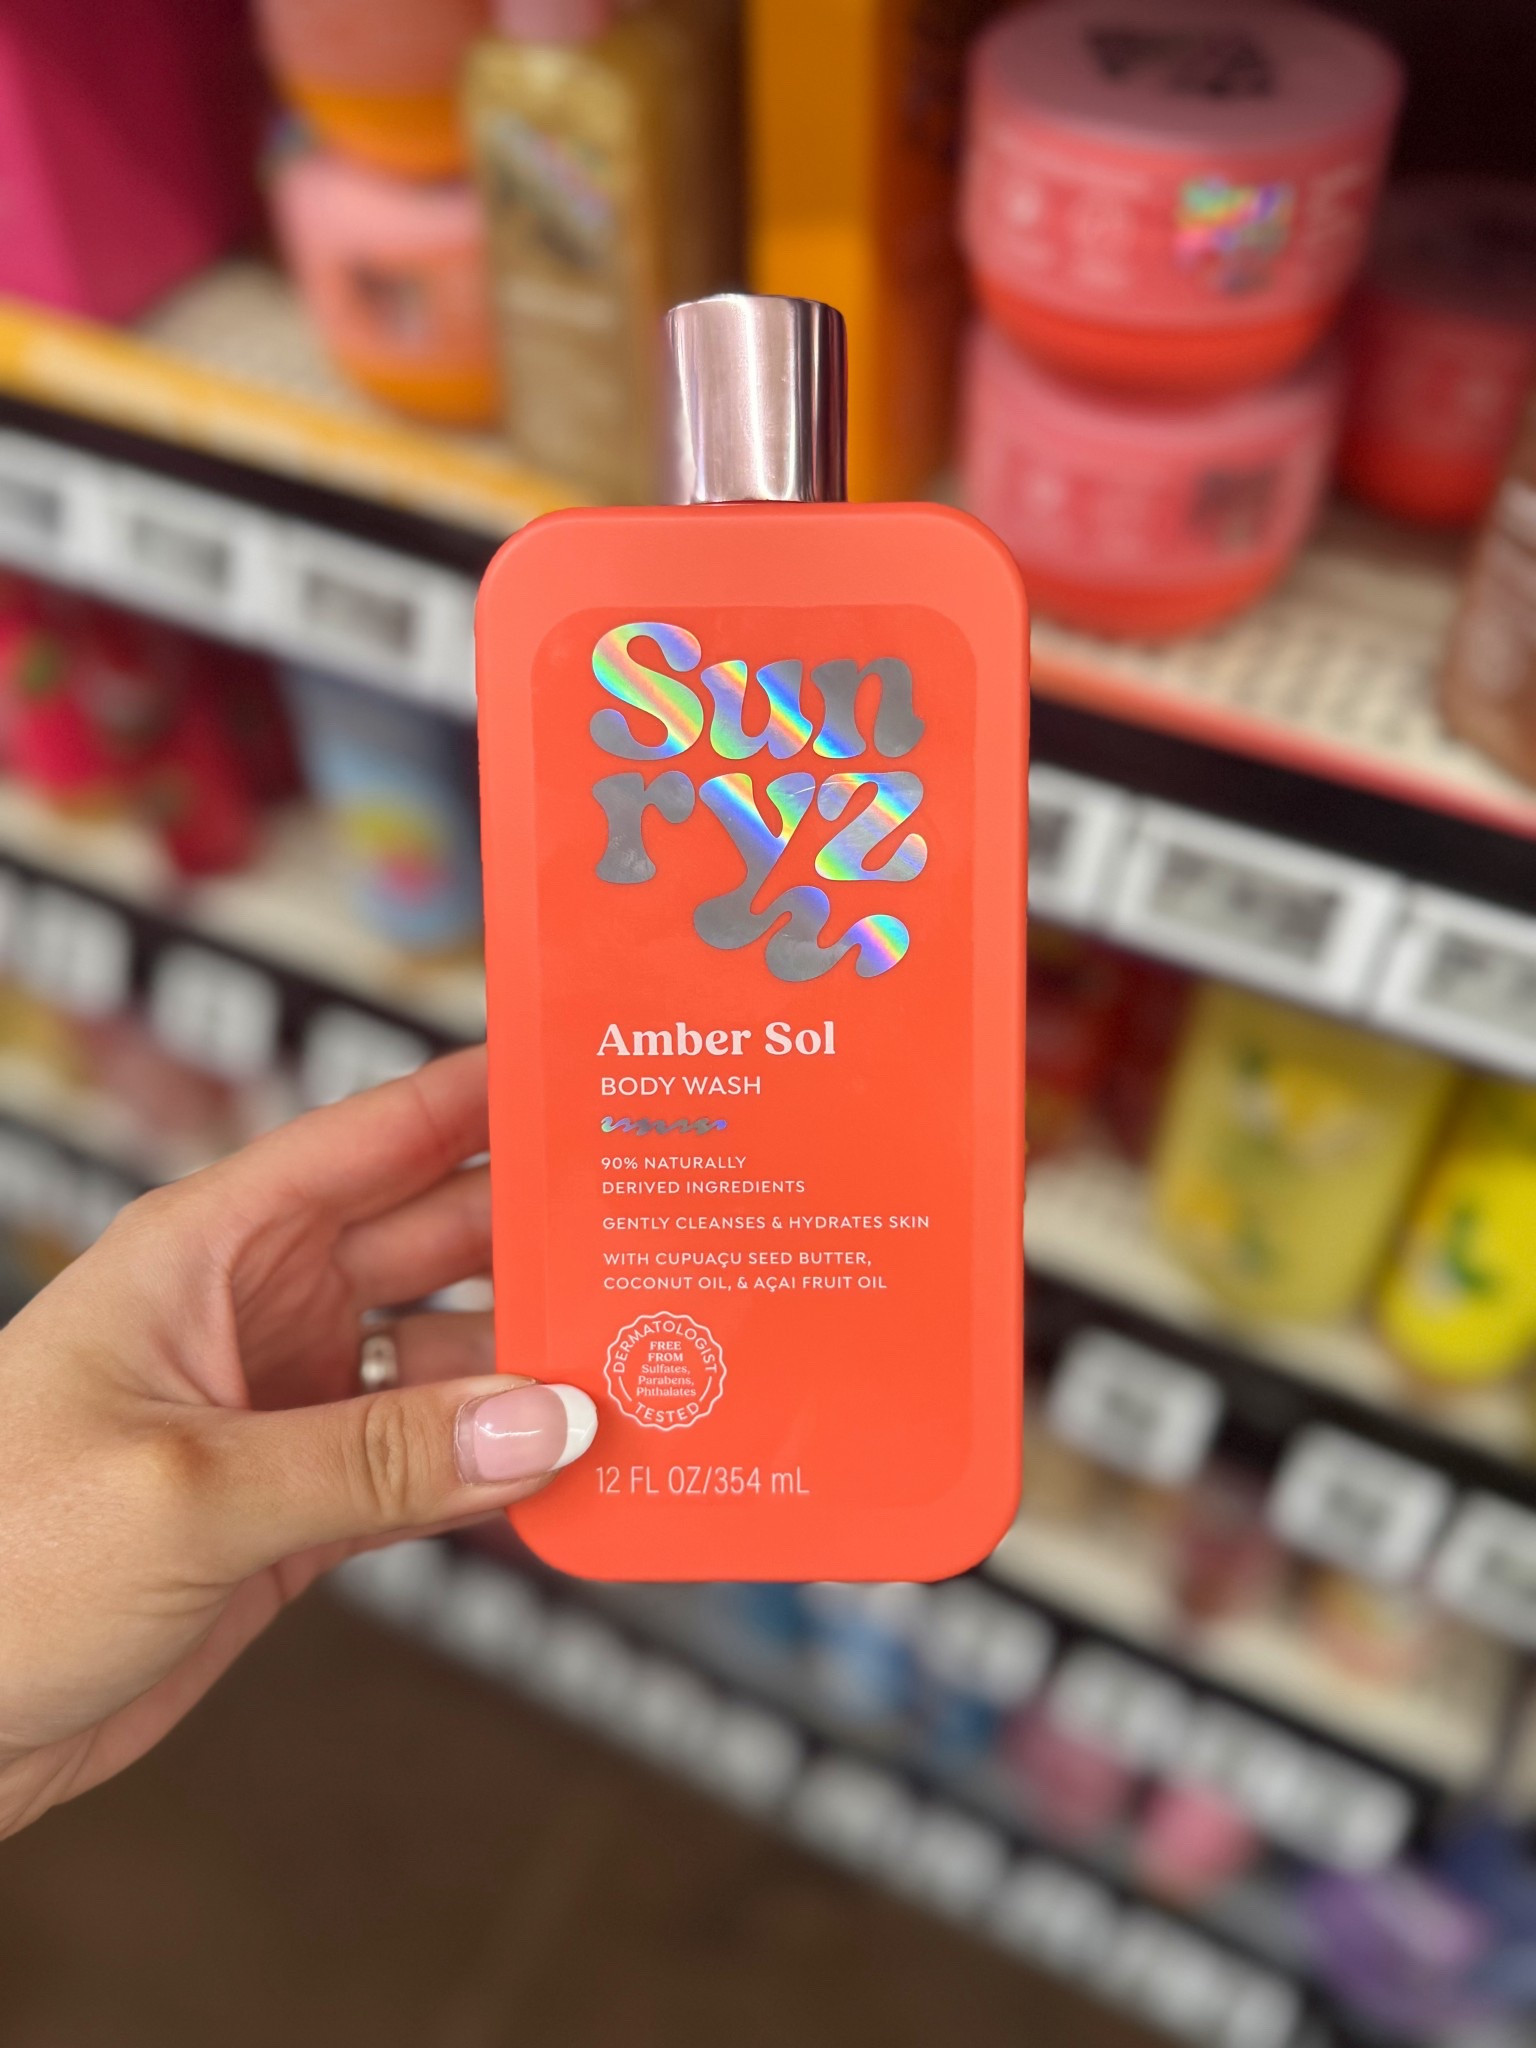 Sun
ryz
Amber Sol
BODY WASH
90% NATURALLY
DERIVED INGREDIENTS
GENTLY CLEANSES & HYDRATES SKIN
WITH CUPUAÇU SEED BUTTER,
COCONUT OIL, & AÇAI FRUIT OIL
DERMATOLOGIST
FREE
FROM
Sulfates,
Parabens,
Phthalates
TESTED
12 FL OZ/354 mL